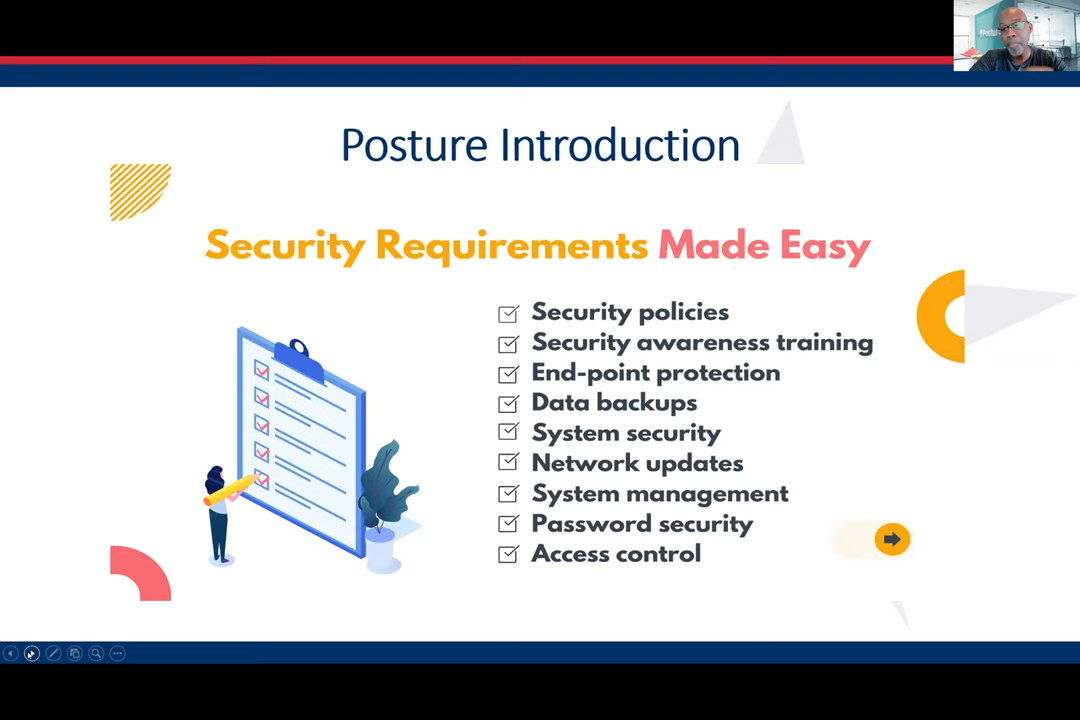 Posture Introduction
Security Requirements Made Easy
Security policies
Security awareness training
End-point protection
Data backups
System security
Network updates
System management
Password security
Access control